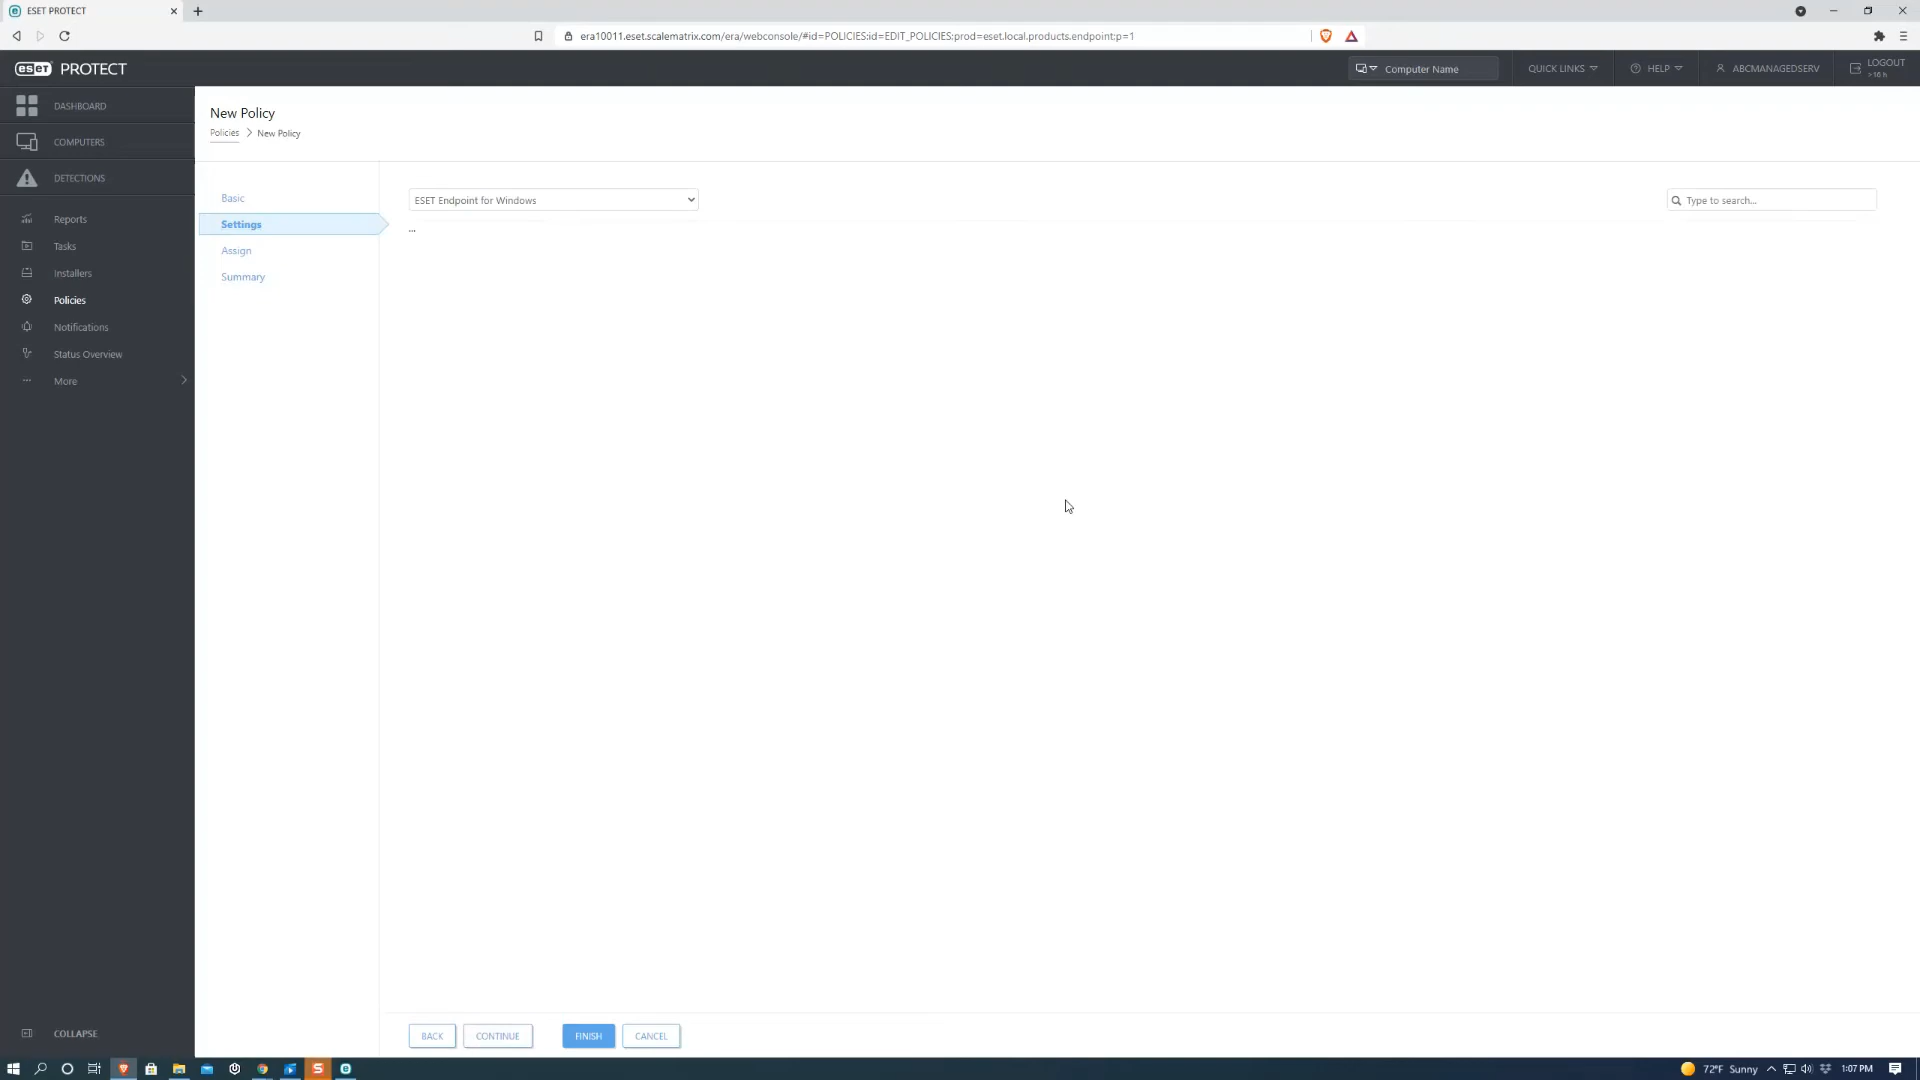 ESET PROTECT
era10011.eset.scalematrix.com/era/webconsole/#id=POLICIES:id=EDIT_POLICIES:prod=eset.local.products.endpoint:p=1
eset PROTECT
Computer Name
QUICK LINKS
HELP
ABCMANAGEDSERV
LOGOUT
>16 h
DASHBOARD
COMPUTERS
DETECTIONS
Reports
Tasks
Installers
Policies
Notifications
Status Overview
More
COLLAPSE
New Policy
Policies > New Policy
Basic
Settings
Assign
Summary
ESET Endpoint for Windows
Type to search...
...
BACK
CONTINUE
FINISH
CANCEL
72°F Sunny
1:07 PM